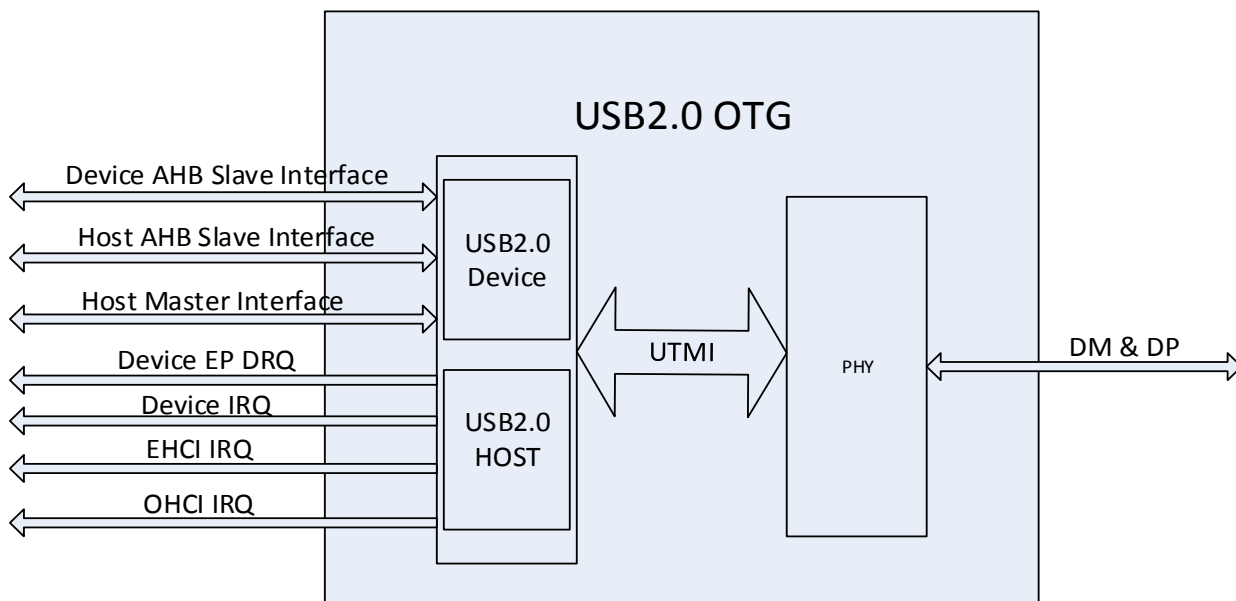 USB2.0 OTG
Device AHB Slave Interface
Host AHB Slave Interface
Host Master Interface
Device EP DRQ
Device IRQ
EHCI IRQ
OHCI IRQ
USB2.0
Device
USB2.0
HOST
UTMI
PHY
DM & DP